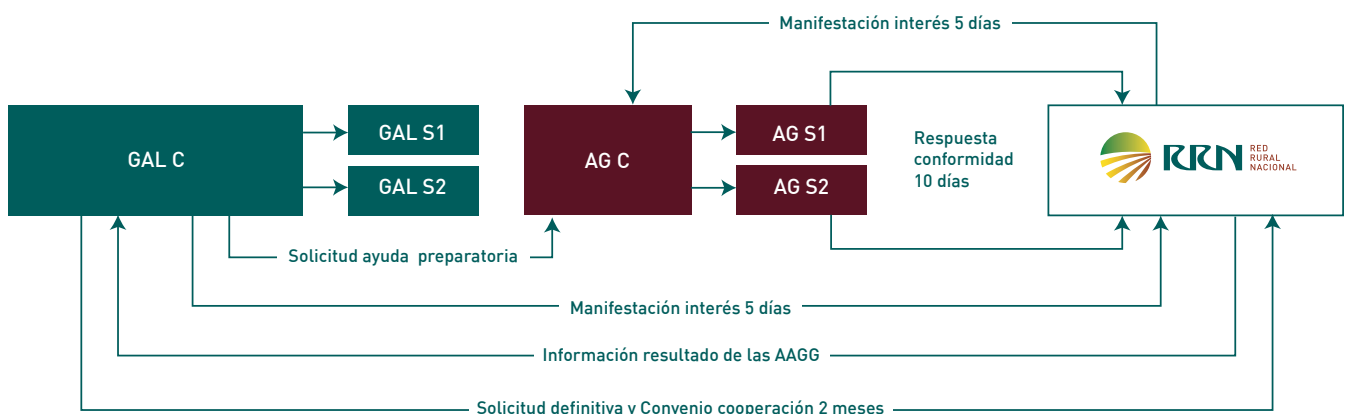 Manifestación interés 5 días
GAL C
GAL S1
GAL S2
AG C
AG S1
AG S2
Respuesta
conformidad
10 días
RRN
RED
RURAL
NACIONAL
Solicitud ayuda preparatoria
Manifestación interés 5 días
Información resultado de las AAGG
Solicitud definitiva y Convenio cooperación 2 meses